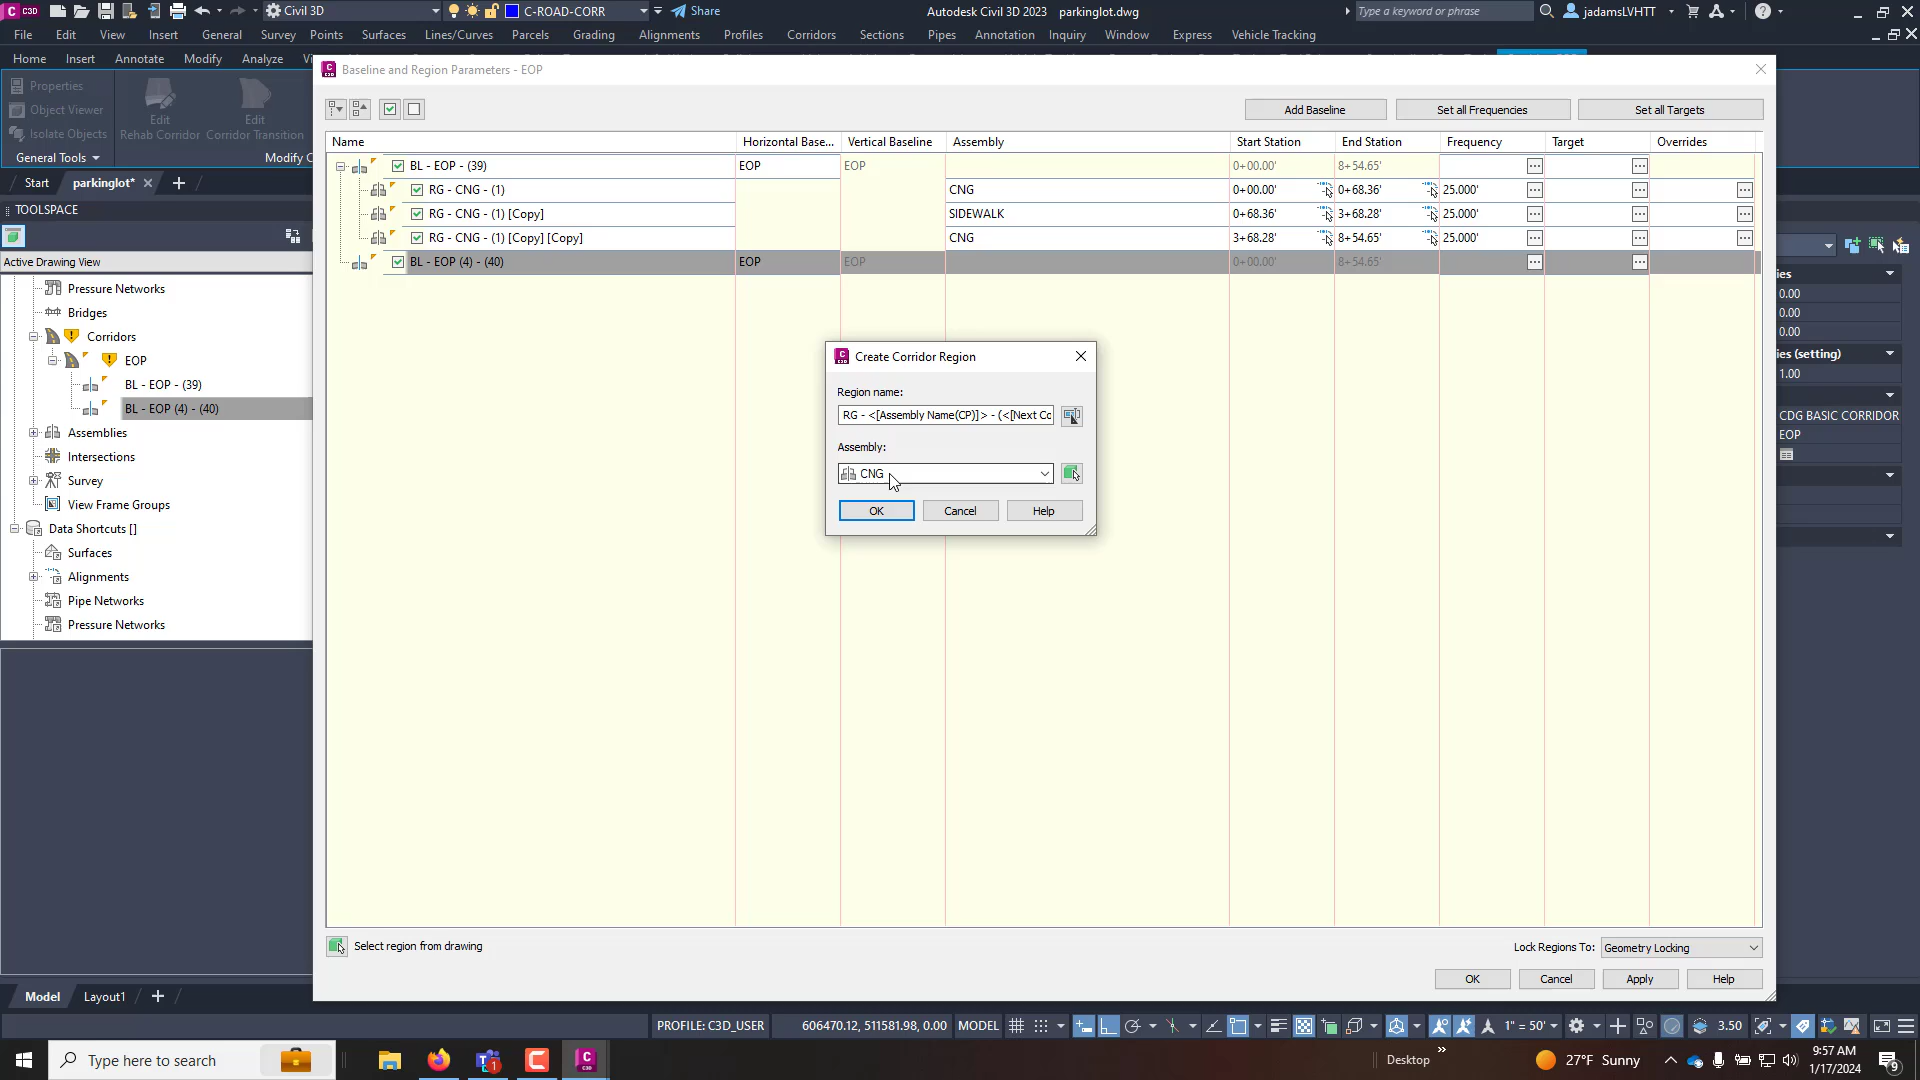 C3D Civil 3D C-ROAD-CORR Share Autodesk Civil 3D 2023 parkinglot.dwg Type a keyword or phrase jadamsLVHTT
File Edit View Insert General Survey Points Surfaces Lines/Curves Parcels Grading Alignments Profiles Corridors Sections Pipes Annotation Inquiry Window Express Vehicle Tracking
Home Insert Annotate Modify Analyze
Baseline and Region Parameters - EOP
Properties
Object Viewer
Isolate Objects
Edit
Rehab Corridor
Edit
Corridor Transition
General Tools
Modify C
Start parkinglot*
Add Baseline Set all Frequencies Set all Targets
Name Horizontal Base... Vertical Baseline Assembly Start Station End Station Frequency Target Overrides
BL - EOP - (39) EOP EOP 0+00.00' 8+54.65'
RG - CNG - (1) CNG 0+00.00' 0+68.36' 25.000'
RG - CNG - (1) [Copy] SIDEWALK 0+68.36' 3+68.28' 25.000'
RG - CNG - (1) [Copy] [Copy] CNG 3+68.28' 8+54.65' 25.000'
BL - EOP (4) - (40) EOP EOP 0+00.00' 8+54.65'
TOOLSPACE
Active Drawing View
Pressure Networks
Bridges
Corridors
EOP
BL - EOP - (39)
BL - EOP (4) - (40)
Assemblies
Intersections
Survey
View Frame Groups
Data Shortcuts []
Surfaces
Alignments
Pipe Networks
Pressure Networks
Create Corridor Region
Region name:
RG - <[Assembly Name(CP)]> - (<[Next Co
Assembly:
CNG
OK Cancel Help
ies
0.00
0.00
0.00
ies (setting)
1.00
CDG BASIC CORRIDOR
EOP
Select region from drawing
Lock Regions To: Geometry Locking
OK Cancel Apply Help
Model Layout1
PROFILE: C3D_USER 606470.12, 511581.98, 0.00 MODEL 1" = 50' 3.50
Type here to search
Desktop
27°F Sunny
9:57 AM
1/17/2024